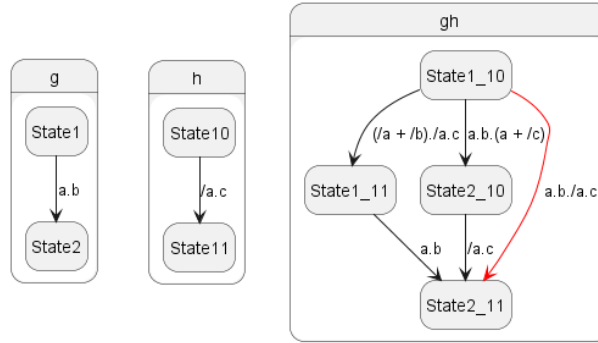 g
State1
a.b
State2
h
State10
/a.c
State11
gh
State1_10
(/a + /b)./a.c
a.b.(a + /c)
a.b./a.c
State1_11
State2_10
a.b
/a.c
State2_11